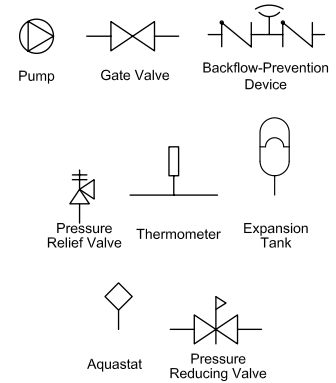 Pump
Gate Valve
Backflow-Prevention
Device
Pressure
Relief Valve
Thermometer
Expansion
Tank
Aquastat
Pressure
Reducing Valve